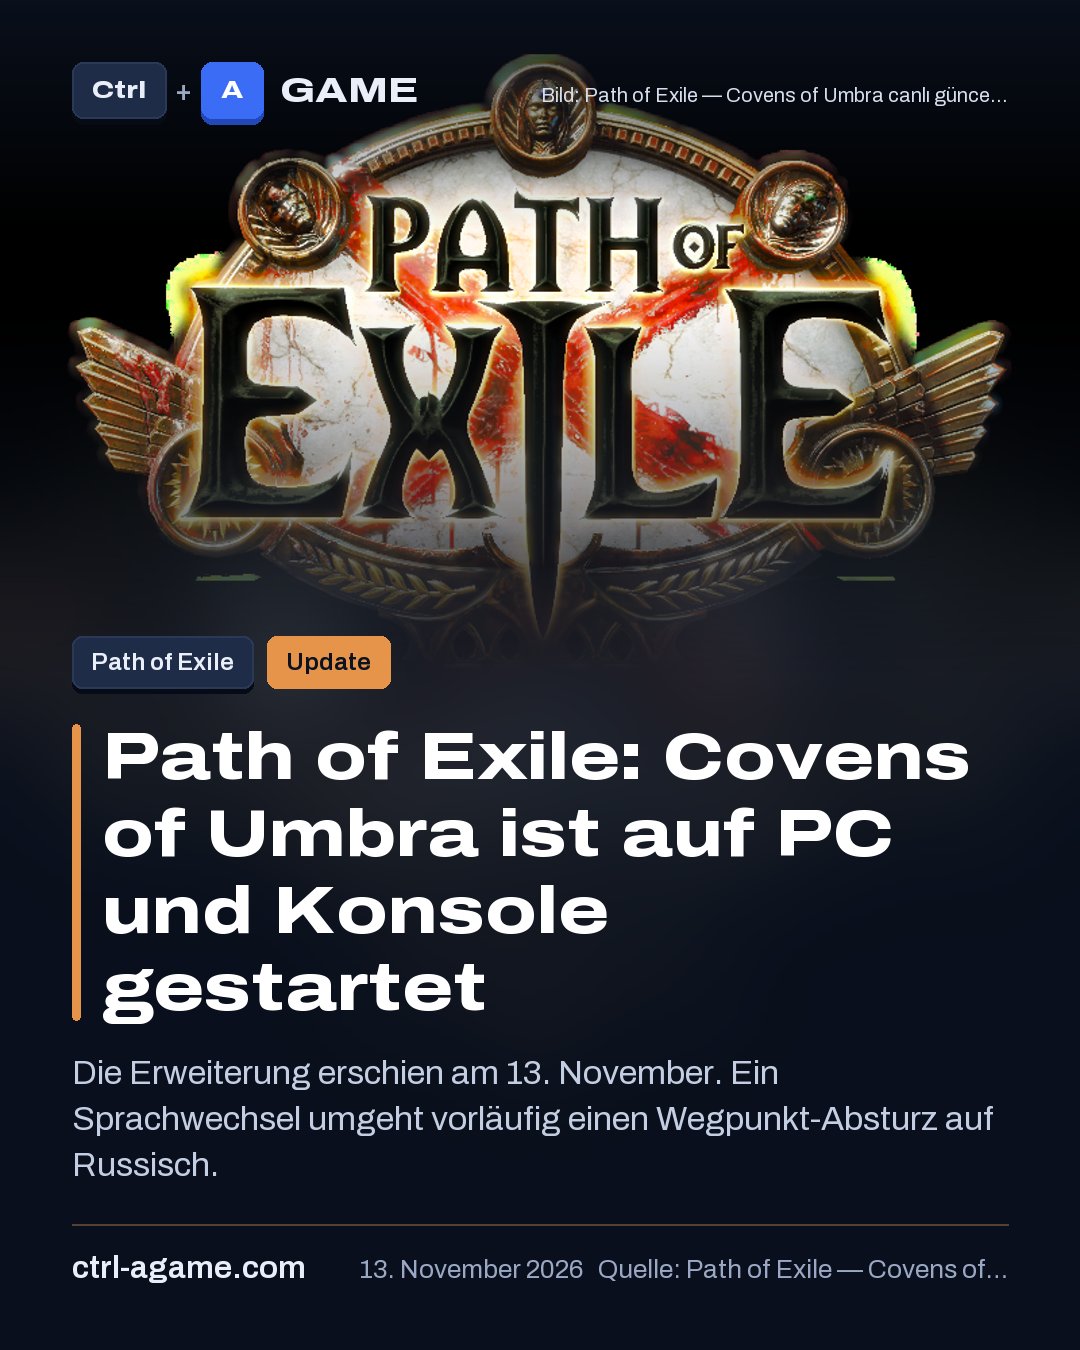 Ctrl + A GAME
Bild: Path of Exile — Covens of Umbra canlı günce...
PATH OF
EXILE
Path of Exile
Update
Path of Exile: Covens
of Umbra ist auf PC
und Konsole
gestartet
Die Erweiterung erschien am 13. November. Ein
Sprachwechsel umgeht vorläufig einen Wegpunkt-Absturz auf
Russisch.
ctrl-agame.com
13. November 2026 Quelle: Path of Exile — Covens of...